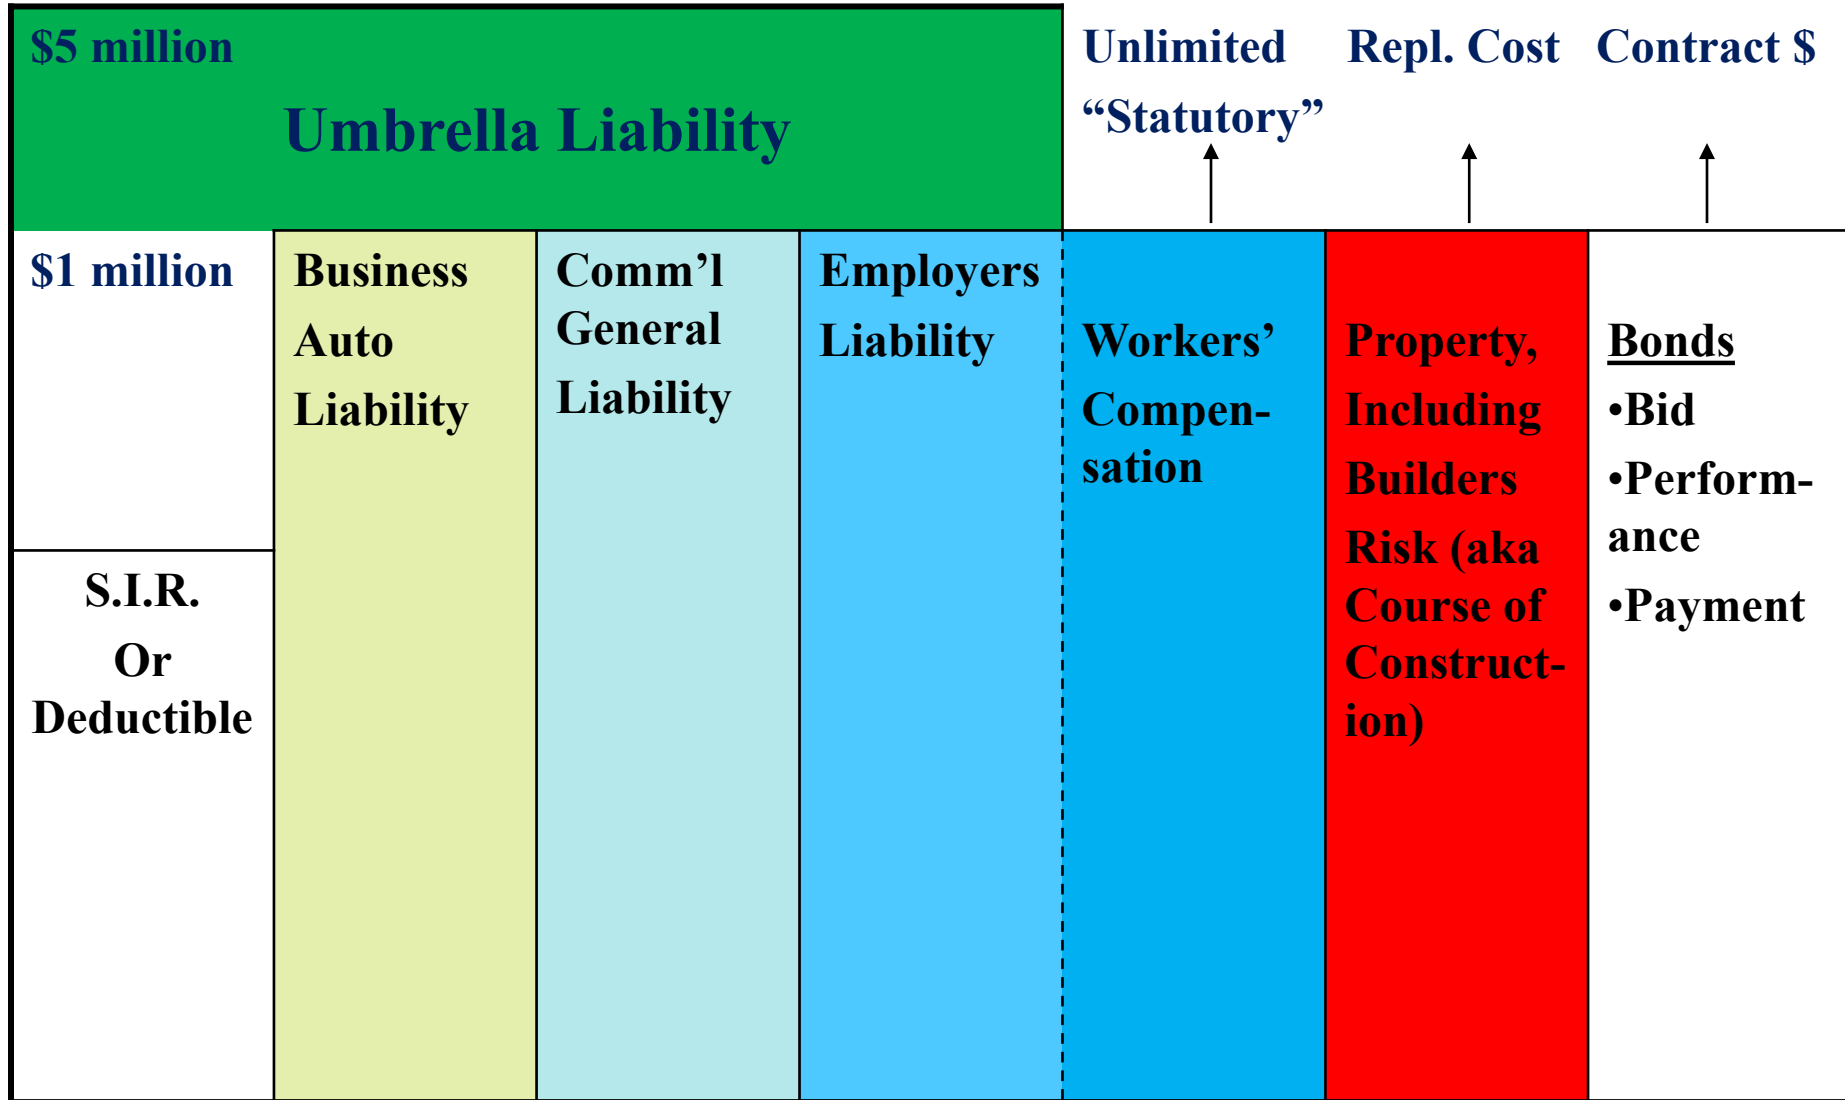 $5 million
Umbrella Liability
Unlimited
“Statutory”
Repl. Cost
Contract $
$1 million
S.I.R.
Or
Deductible
Business
Auto
Liability
Comm’l
General
Liability
Employers
Liability
Workers’
Compen-
sation
Property,
Including
Builders
Risk (aka
Course of
Construct-
ion)
Bonds
•Bid
•Perform-
ance
•Payment